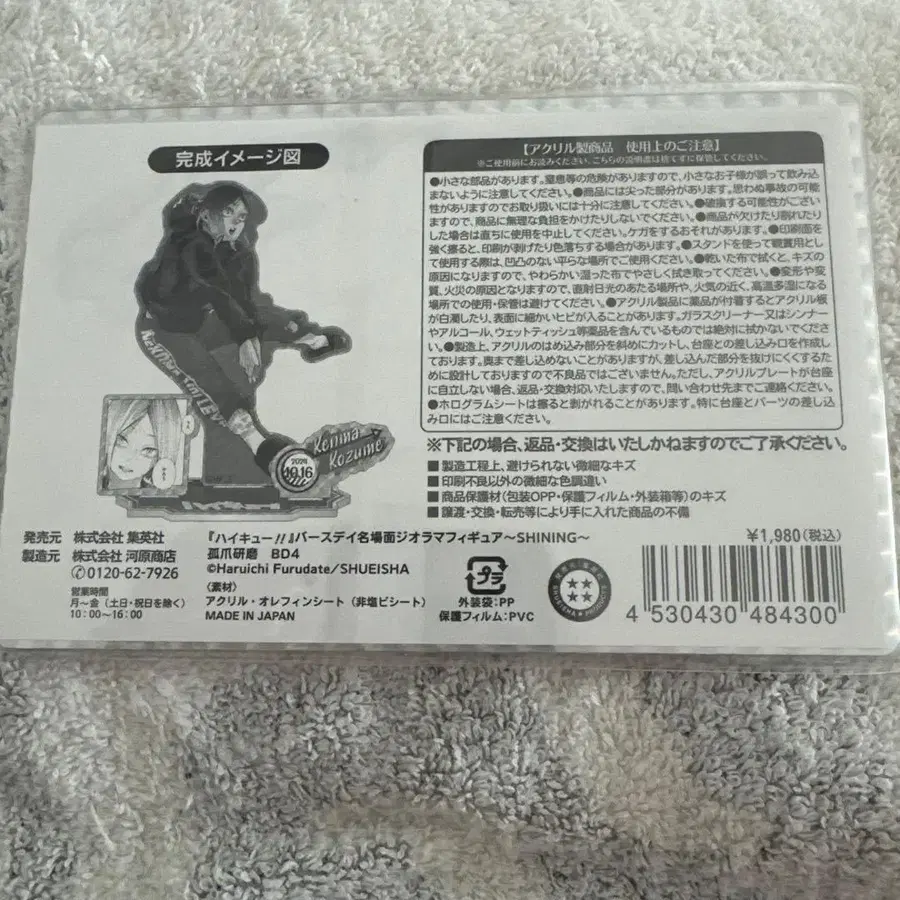 完成イメージ図
Kenma
Kozume
10.16
【アクリル製商品 使用上のご注意】
※ご使用前にお読みください。こちらの説明書は捨てずに保管してください。
●小さな部品があります。窒息等の危険がありますので、小さなお子様が誤って飲み込
まないように注意してください。●商品には尖った部分があります。思わぬ事故の可能
性がありますのでお取り扱いには十分に注意してください。●破損する可能性がござい
ますので、商品に無理な負担をかけたりしないでください。●商品が欠けたり割れたり
した場合は直ちに使用を中止してください。ケガをするおそれがあります。●印刷面を
強く擦ると、印刷が剥げたり色落ちする場合があります。●スタンドを使って観賞用とし
て使用する際は、凹凸のない平らな場所でご使用ください。●乾いた布で拭くと、キズの
原因になりますので、やわらかい湿った布でやさしく拭き取ってください。●変形や変
質、火災の原因となりますので、直射日光のあたる場所や、火気の近く、高温多湿になる
場所での使用・保管は避けてください。●アクリル製品に薬品が付着するとアクリル板
が白濁したり、表面に細かいヒビが入ることがあります。ガラスクリーナー又はシンナー
やアルコール、ウェットティッシュ等薬品を含んでいるものでは絶対に拭かないでくださ
い。●製造上、アクリルのはめ込み部分を斜めにカットし、台座との差し込み口を作成し
ております。奥まで差し込めないことがありますが、差し込んだ部分を抜けにくくするた
めに設計しておりますので不良品ではございません。ただし、アクリルプレートが台座
に自立しない場合、返品・交換対応いたしますので、問い合わせ先までご連絡ください。
●ホログラムシートは擦ると剥がれることがあります。特に台座とパーツの差し込
み口にはご注意ください。
※下記の場合、返品・交換はいたしかねますのでご了承ください。
■製造工程上、避けられない微細なキズ
■印刷不良以外の微細な色調違い
■商品保護材(包装OPP・保護フィルム・外装箱等)のキズ
■譲渡・交換・転売等により手に入れた商品の不備
発売元 株式会社 集英社
製造元 株式会社 河原商店
0120-62-7926
営業時間
月〜金(土日・祝日を除く)
10:00〜16:00
『ハイキュー!!』バースデイ名場面ジオラマフィギュア〜SHINING〜
孤爪研磨 BD4
©Haruichi Furudate/SHUEISHA
〈素材〉
アクリル・オレフィンシート(非塩ビシート)
MADE IN JAPAN
プラ
外装袋:PP
保護フィルム:PVC
¥1,980(税込)
4 530430 484300